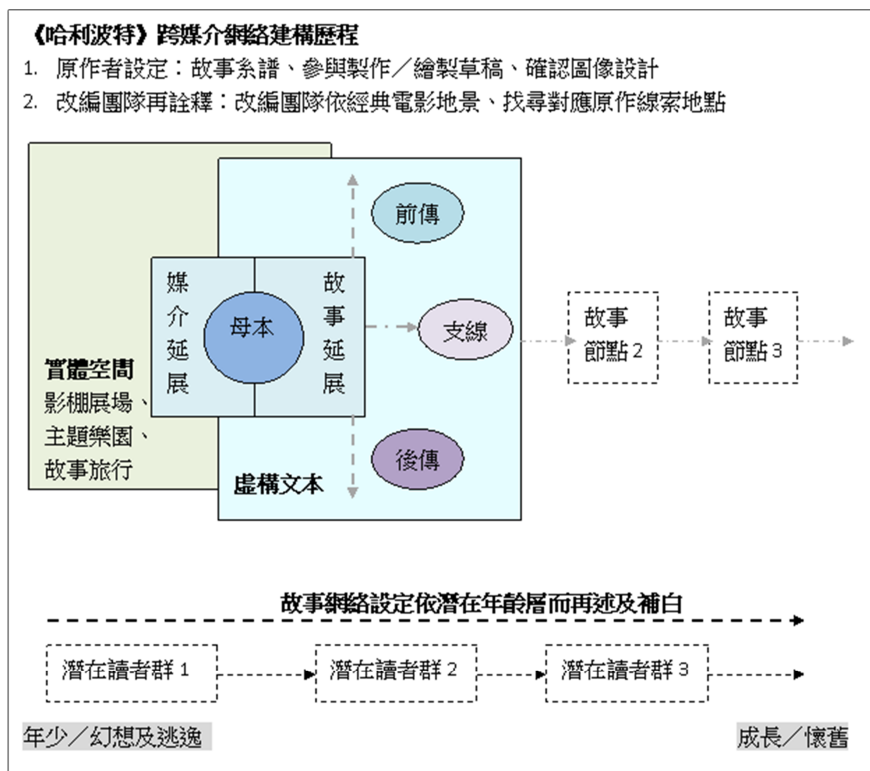 《哈利波特》跨媒介網絡建構歷程
1. 原作者設定：故事系譜、參與製作／繪製草稿、確認圖像設計
2. 改編團隊再詮釋：改編團隊依經典電影地景、找尋對應原作線索地點
前傳
媒介延展
母本
故事延展
支線
故事
節點 2
故事
節點 3
實體空間
影棚展場、
主題樂園、
故事旅行
後傳
虛構文本
故事網絡設定依潛在年齡層而再述及補白
潛在讀者群 1
潛在讀者群 2
潛在讀者群 3
年少／幻想及逃逸
成長／懷舊